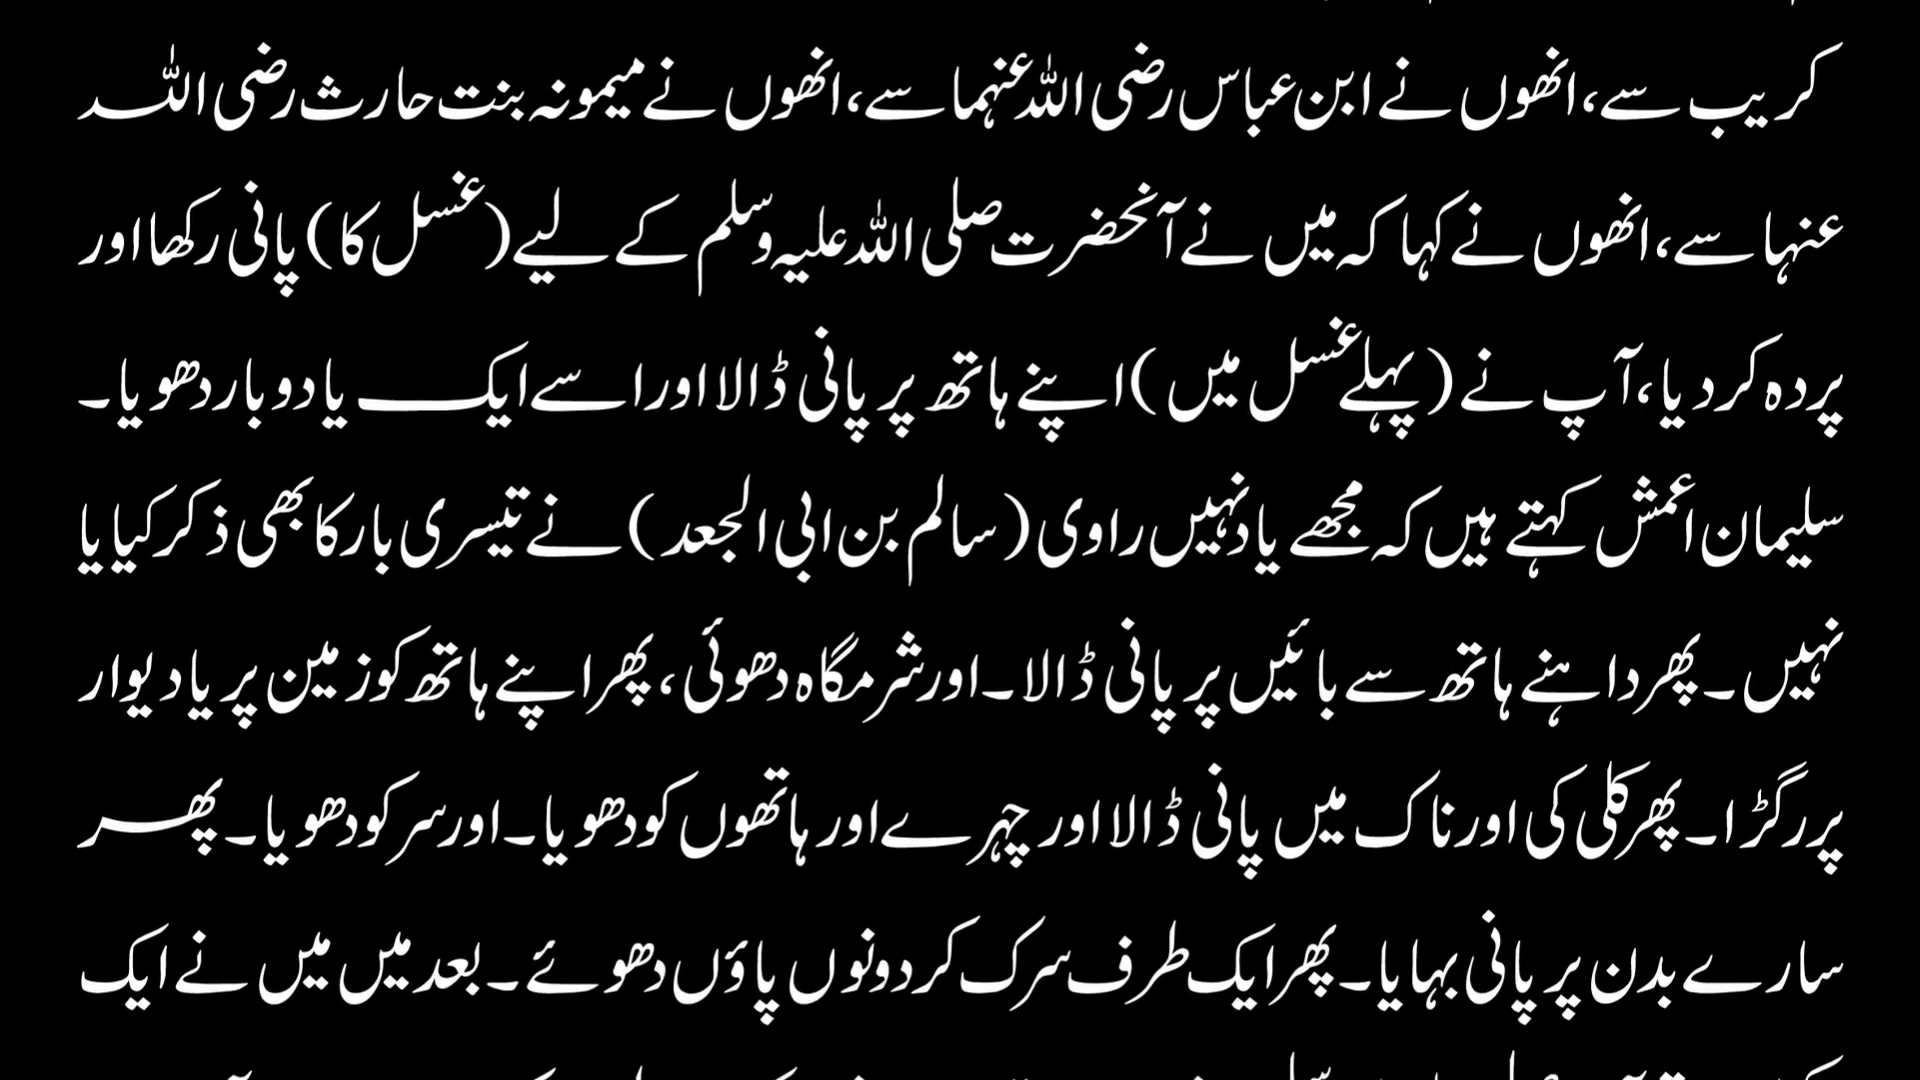 کریب سے، انھوں نے ابن عباس رضی اللہ عنہما سے، انھوں نے میمونہ بنت حارث رضی اللہ
عنہا سے، انھوں نے کہا کہ میں نے آنحضرت صلی اللہ علیہ وسلم کے لیے (غسل کا) پانی رکھا اور
پردہ کر دیا، آپ نے (پہلے غسل میں) اپنے ہاتھ پر پانی ڈالا اور اسے ایک یا دو بار دھویا۔
سلیمان اعمش کہتے ہیں کہ مجھے یاد نہیں راوی (سالم بن ابی الجعد) نے تیسری بار کا بھی ذکر کیا یا
نہیں۔ پھر داہنے ہاتھ سے بائیں پر پانی ڈالا۔ اور شرمگاہ دھوئی، پھر اپنے ہاتھ کو زمین پر یا دیوار
پر رگڑا۔ پھر کلی کی اور ناک میں پانی ڈالا اور چہرے اور ہاتھوں کو دھویا۔ اور سر کو دھویا۔ پھر
سارے بدن پر پانی بہایا۔ پھر ایک طرف سرک کر دونوں پاؤں دھوئے۔ بعد میں میں نے ایک